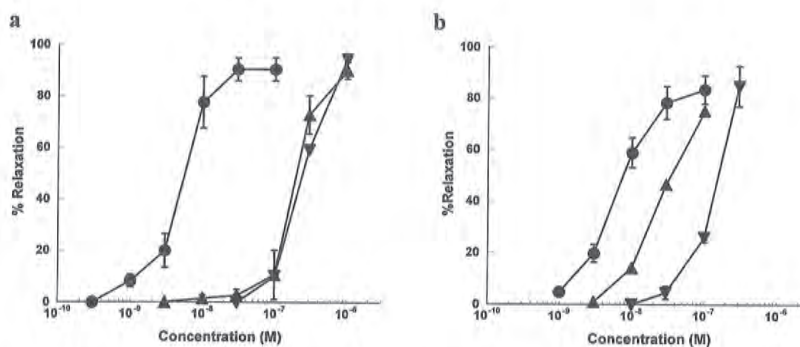 a
100
80
60
40
20
0
% Relaxation
10⁻¹⁰ 10⁻⁹ 10⁻⁸ 10⁻⁷ 10⁻⁶
Concentration (M)
b
100
80
60
40
20
0
%Relaxation
10⁻¹⁰ 10⁻⁹ 10⁻⁸ 10⁻⁷ 10⁻⁶
Concentration (M)